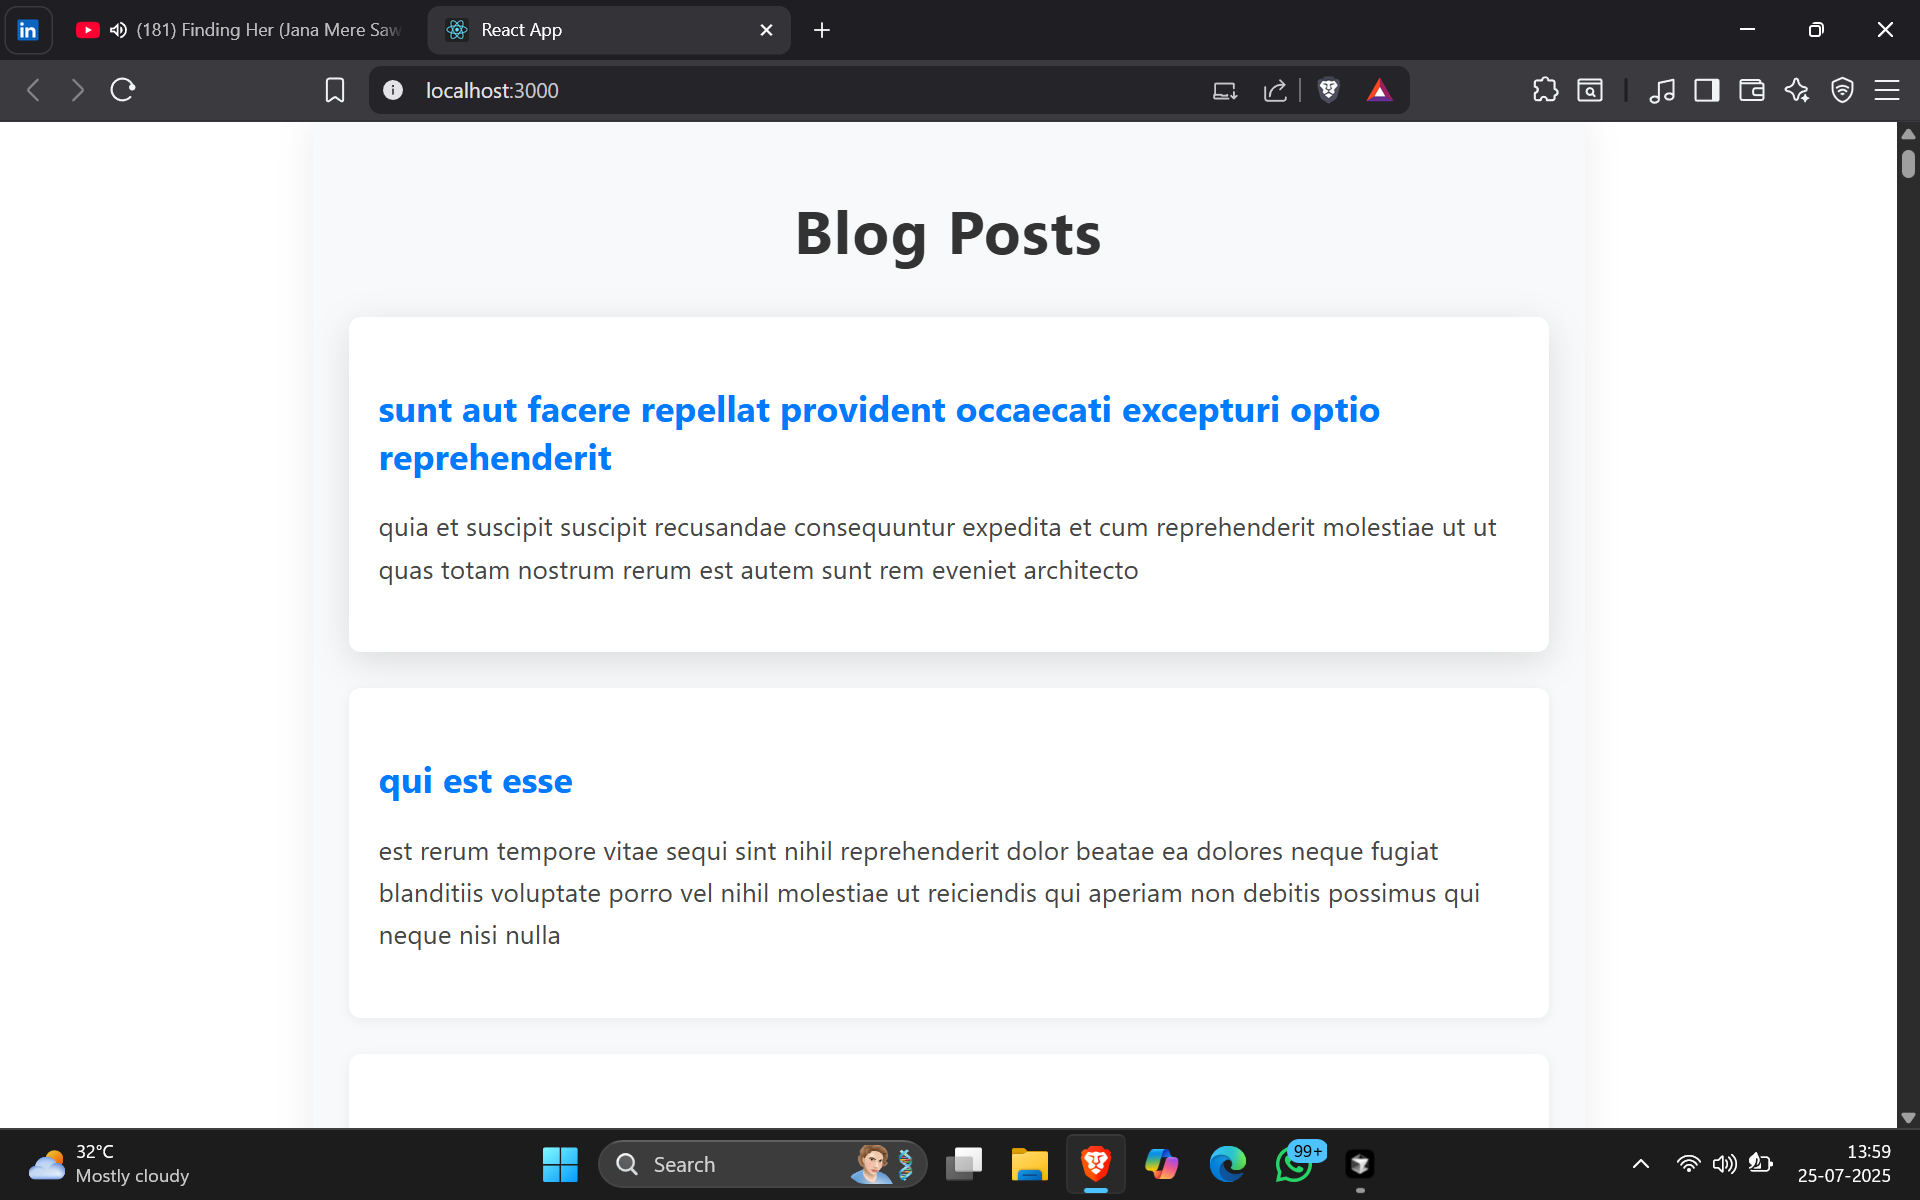 in
(181) Finding Her (Jana Mere Saw
React App
localhost:3000
Blog Posts
sunt aut facere repellat provident occaecati excepturi optio
reprehenderit
quia et suscipit suscipit recusandae consequuntur expedita et cum reprehenderit molestiae ut ut
quas totam nostrum rerum est autem sunt rem eveniet architecto
qui est esse
est rerum tempore vitae sequi sint nihil reprehenderit dolor beatae ea dolores neque fugiat
blanditiis voluptate porro vel nihil molestiae ut reiciendis qui aperiam non debitis possimus qui
neque nisi nulla
32°C
Mostly cloudy
Search
99+
13:59
25-07-2025